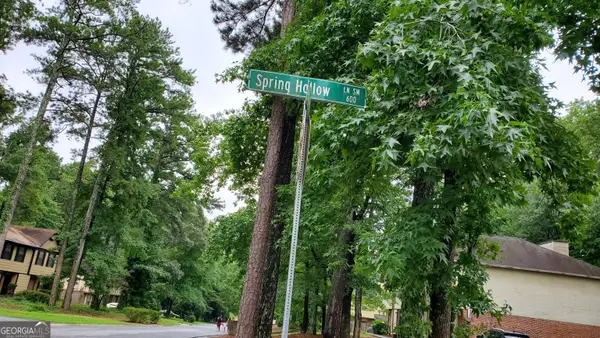 Spring Hollow LN SW
600
GEORGIAMLS